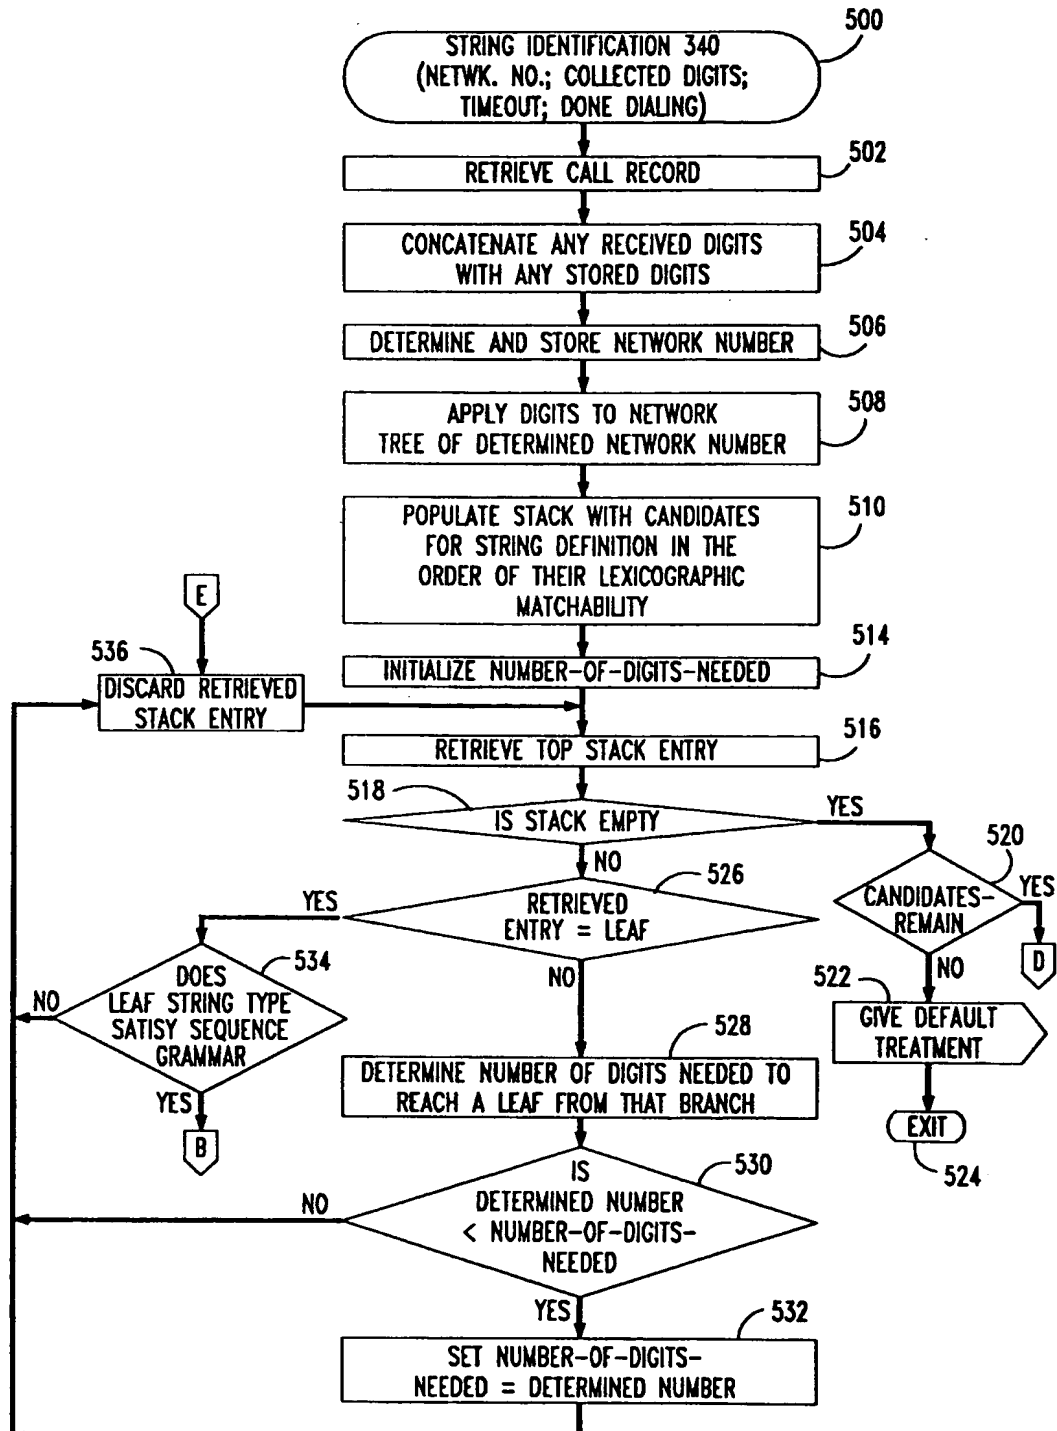 500
STRING IDENTIFICATION 340
(NETWK. NO.; COLLECTED DIGITS;
TIMEOUT; DONE DIALING)
502
RETRIEVE CALL RECORD
504
CONCATENATE ANY RECEIVED DIGITS
WITH ANY STORED DIGITS
506
DETERMINE AND STORE NETWORK NUMBER
508
APPLY DIGITS TO NETWORK
TREE OF DETERMINED NETWORK NUMBER
510
POPULATE STACK WITH CANDIDATES
FOR STRING DEFINITION IN THE
ORDER OF THEIR LEXICOGRAPHIC
MATCHABILITY
E
514
INITIALIZE NUMBER-OF-DIGITS-NEEDED
536
DISCARD RETRIEVED
STACK ENTRY
516
RETRIEVE TOP STACK ENTRY
518
IS STACK EMPTY
YES
NO
520
CANDIDATES-
REMAIN
YES
D
NO
522
GIVE DEFAULT
TREATMENT
EXIT
524
526
RETRIEVED
ENTRY = LEAF
YES
NO
534
DOES
LEAF STRING TYPE
SATISY SEQUENCE
GRAMMAR
NO
YES
B
528
DETERMINE NUMBER OF DIGITS NEEDED TO
REACH A LEAF FROM THAT BRANCH
530
IS
DETERMINED NUMBER
< NUMBER-OF-DIGITS-
NEEDED
NO
YES
532
SET NUMBER-OF-DIGITS-
NEEDED = DETERMINED NUMBER